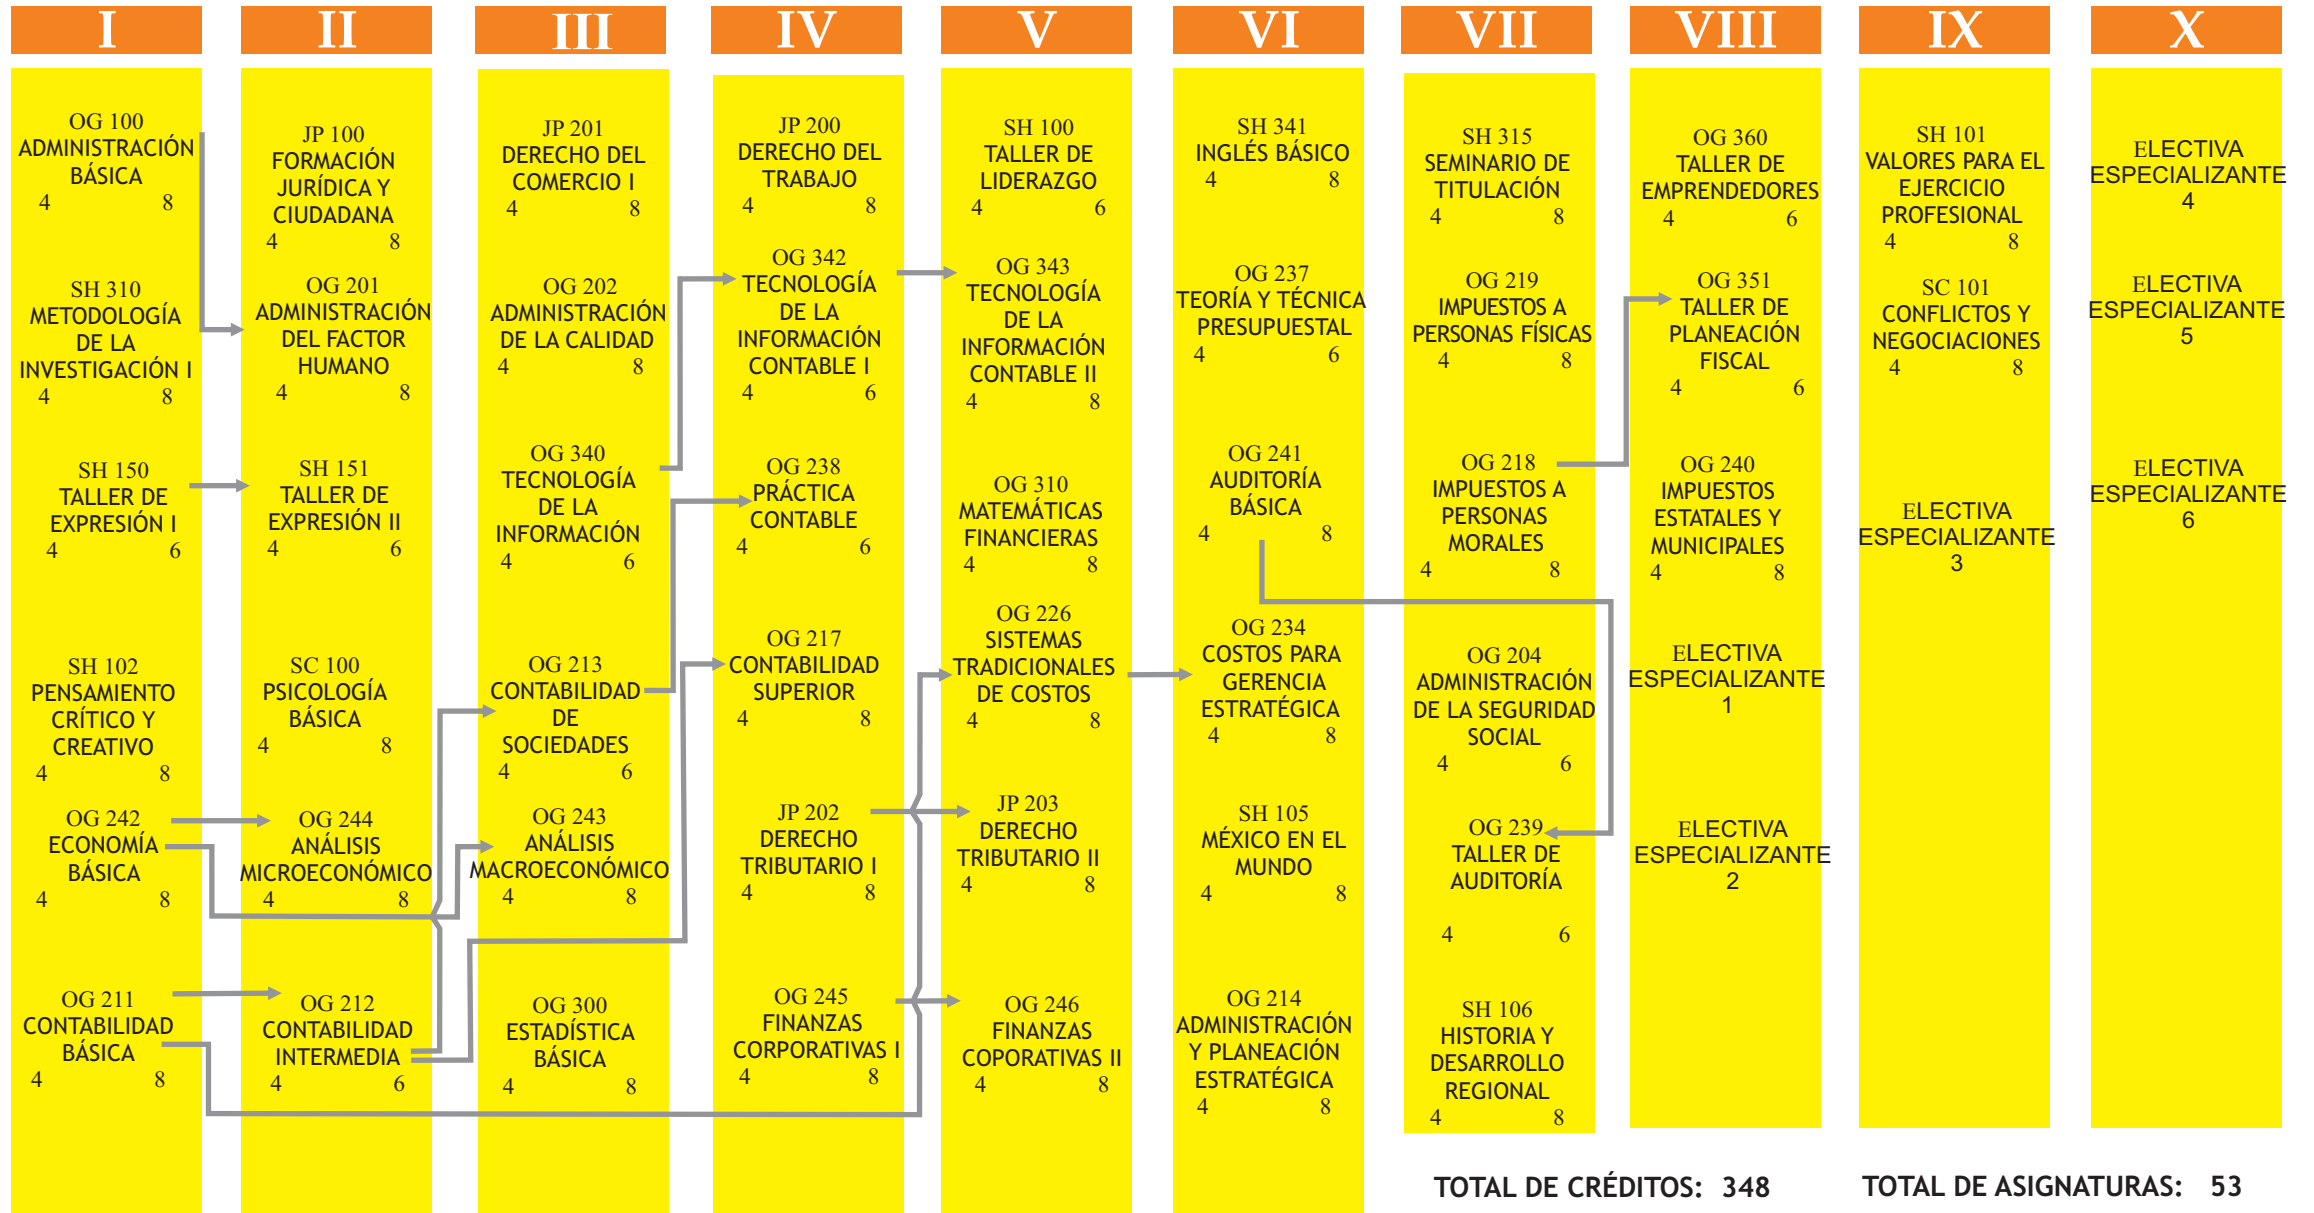 I
II
III
IV
V
VI
VII
VIII
IX
X
OG 100
ADMINISTRACIÓN
BÁSICA
4 8
SH 310
METODOLOGÍA
DE LA
INVESTIGACIÓN I
4 8
SH 150
TALLER DE
EXPRESIÓN I
4 6
SH 102
PENSAMIENTO
CRÍTICO Y
CREATIVO
4 8
OG 242
ECONOMÍA
BÁSICA
4 8
OG 211
CONTABILIDAD
BÁSICA
4 8
JP 100
FORMACIÓN
JURÍDICA Y
CIUDADANA
4 8
OG 201
ADMINISTRACIÓN
DEL FACTOR
HUMANO
4 8
SH 151
TALLER DE
EXPRESIÓN II
4 6
SC 100
PSICOLOGÍA
BÁSICA
4 8
OG 244
ANÁLISIS
MICROECONÓMICO
4 8
OG 212
CONTABILIDAD
INTERMEDIA
4 6
JP 201
DERECHO DEL
COMERCIO I
4 8
OG 202
ADMINISTRACIÓN
DE LA CALIDAD
4 8
OG 340
TECNOLOGÍA
DE LA
INFORMACIÓN
4 6
OG 213
CONTABILIDAD
DE
SOCIEDADES
4 6
OG 243
ANÁLISIS
MACROECONÓMICO
4 8
OG 300
ESTADÍSTICA
BÁSICA
4 8
JP 200
DERECHO DEL
TRABAJO
4 8
OG 342
TECNOLOGÍA
DE LA
INFORMACIÓN
CONTABLE I
4 6
OG 238
PRÁCTICA
CONTABLE
4 6
OG 217
CONTABILIDAD
SUPERIOR
4 8
JP 202
DERECHO
TRIBUTARIO I
4 8
OG 245
FINANZAS
CORPORATIVAS I
4 8
SH 100
TALLER DE
LIDERAZGO
4 6
OG 343
TECNOLOGÍA
DE LA
INFORMACIÓN
CONTABLE II
4 8
OG 310
MATEMÁTICAS
FINANCIERAS
4 8
OG 226
SISTEMAS
TRADICIONALES
DE COSTOS
4 8
JP 203
DERECHO
TRIBUTARIO II
4 8
OG 246
FINANZAS
COPORATIVAS II
4 8
SH 341
INGLÉS BÁSICO
4 8
OG 237
TEORÍA Y TÉCNICA
PRESUPUESTAL
4 6
OG 241
AUDITORÍA
BÁSICA
4 8
OG 234
COSTOS PARA
GERENCIA
ESTRATÉGICA
4 8
SH 105
MÉXICO EN EL
MUNDO
4 8
OG 214
ADMINISTRACIÓN
Y PLANEACIÓN
ESTRATÉGICA
4 8
SH 315
SEMINARIO DE
TITULACIÓN
4 8
OG 219
IMPUESTOS A
PERSONAS FÍSICAS
4 8
OG 218
IMPUESTOS A
PERSONAS
MORALES
4 8
OG 204
ADMINISTRACIÓN
DE LA SEGURIDAD
SOCIAL
4 6
OG 239
TALLER DE
AUDITORÍA
4 6
SH 106
HISTORIA Y
DESARROLLO
REGIONAL
4 8
OG 360
TALLER DE
EMPRENDEDORES
4 6
OG 351
TALLER DE
PLANEACIÓN
FISCAL
4 6
OG 240
IMPUESTOS
ESTATALES Y
MUNICIPALES
4 8
ELECTIVA
ESPECIALIZANTE
1
ELECTIVA
ESPECIALIZANTE
2
SH 101
VALORES PARA EL
EJERCICIO
PROFESIONAL
4 8
SC 101
CONFLICTOS Y
NEGOCIACIONES
4 8
ELECTIVA
ESPECIALIZANTE
3
ELECTIVA
ESPECIALIZANTE
4
ELECTIVA
ESPECIALIZANTE
5
ELECTIVA
ESPECIALIZANTE
6
TOTAL DE CRÉDITOS: 348
TOTAL DE ASIGNATURAS: 53